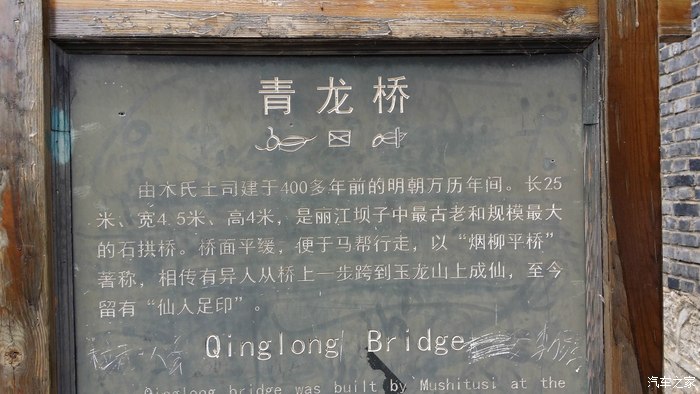 青龙桥
由木氏土司建于400多年前的明朝万历年间。长25
米、宽4.5米、高4米，是丽江坝子中最古老和规模最大
的石拱桥。桥面平缓，便于马帮行走，以“烟柳平桥”
著称，相传有异人从桥上一步跨到玉龙山上成仙，至今
留有“仙人足印”。
Qinglong Bridge
Qinglong bridge was built by Mushitusi at the
汽车之家